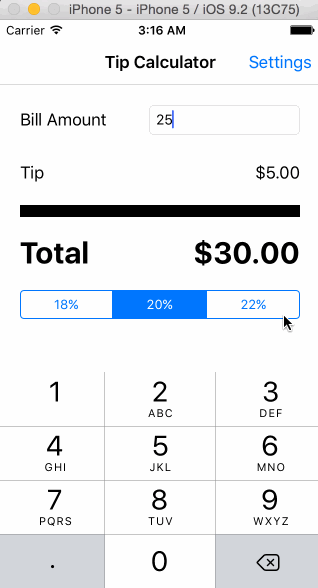 iPhone 5 - iPhone 5 / iOS 9.2 (13C75)
Carrier 3:16 AM
Tip Calculator Settings
Bill Amount 25
Tip $5.00
Total $30.00
18% 20% 22%
1 2 3
ABC DEF
4 5 6
GHI JKL MNO
7 8 9
PQRS TUV WXYZ
. 0